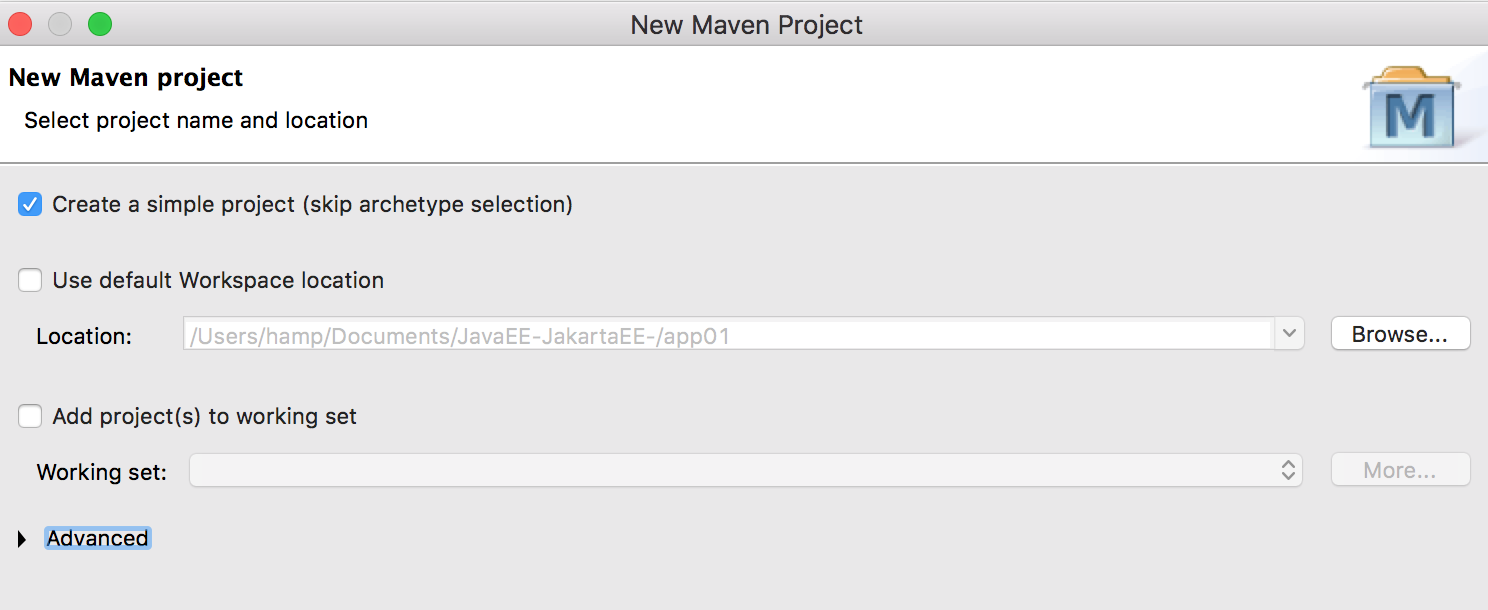 New Maven Project
New Maven project
Select project name and location
M
Create a simple project (skip archetype selection)
Use default Workspace location
Location: /Users/hamp/Documents/JavaEE-JakartaEE-/app01 Browse...
Add project(s) to working set
Working set: More...
Advanced